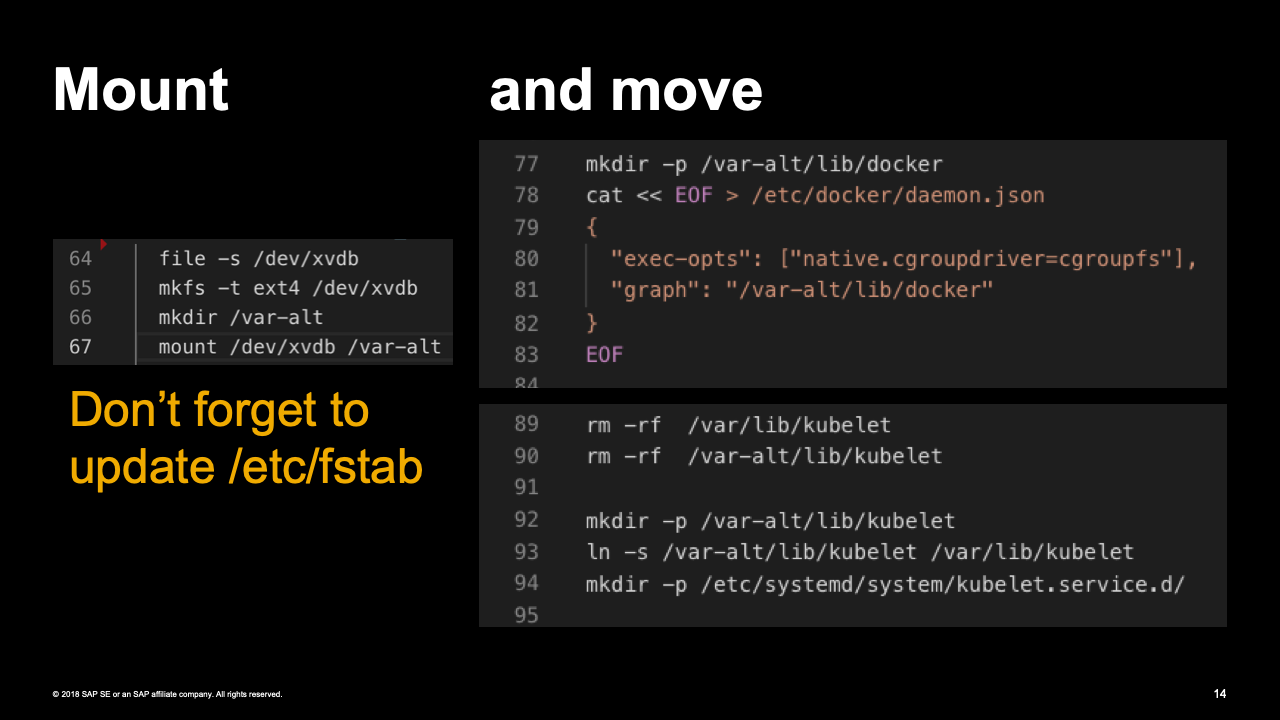 Mount
and move
64 file -s /dev/xvdb
65 mkfs -t ext4 /dev/xvdb
66 mkdir /var-alt
67 mount /dev/xvdb /var-alt
Don’t forget to
update /etc/fstab
77 mkdir -p /var-alt/lib/docker
78 cat << EOF > /etc/docker/daemon.json
79 {
80 "exec-opts": ["native.cgroupdriver=cgroupfs"],
81 "graph": "/var-alt/lib/docker"
82 }
83 EOF
84
89 rm -rf  /var/lib/kubelet
90 rm -rf  /var-alt/lib/kubelet
91
92 mkdir -p /var-alt/lib/kubelet
93 ln -s /var-alt/lib/kubelet /var/lib/kubelet
94 mkdir -p /etc/systemd/system/kubelet.service.d/
95
© 2018 SAP SE or an SAP affiliate company. All rights reserved.
14